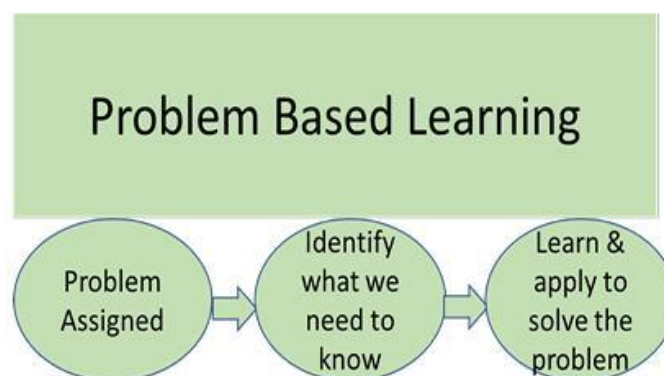 Problem Based Learning
Problem
Assigned
Identify
what we
need to
know
Learn &
apply to
solve the
problem